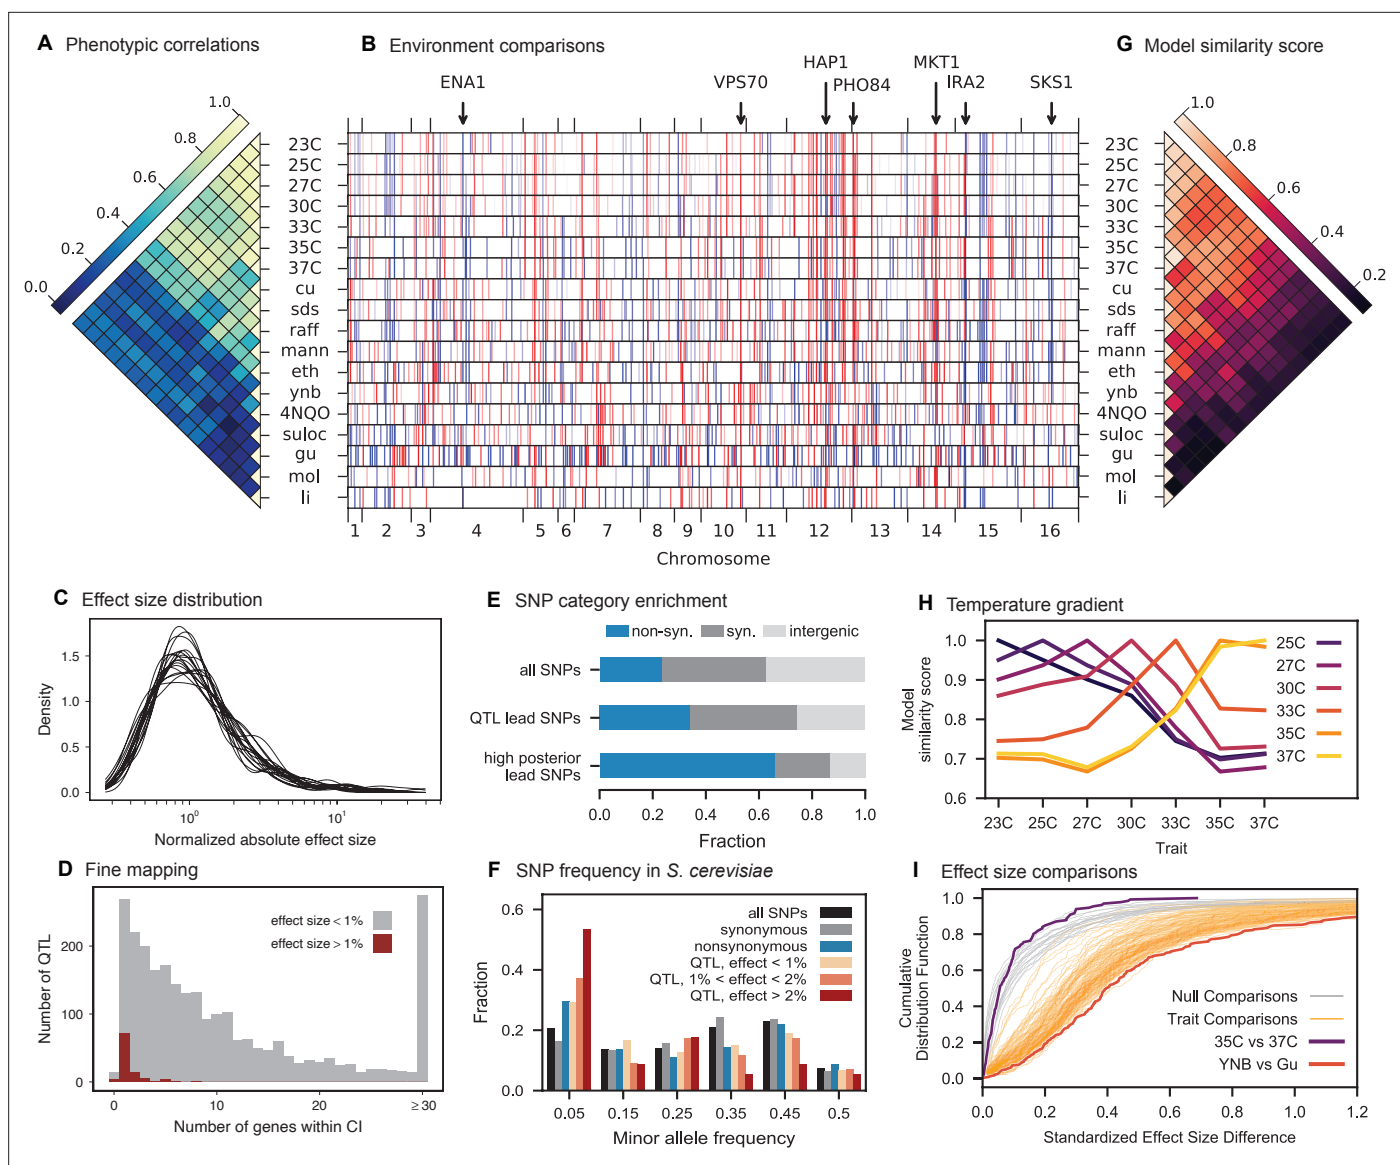 A Phenotypic correlations
1.0
0.8
0.6
0.4
0.2
0.0
B Environment comparisons
ENA1
VPS70
HAP1
PHO84
MKT1
IRA2
SKS1
23C
25C
27C
30C
33C
35C
37C
cu
sds
raff
mann
eth
ynb
4NQO
suloc
gu
mol
li
1 2 3 4 5 6 7 8 9 10 11 12 13 14 15 16
Chromosome
G Model similarity score
1.0
0.8
0.6
0.4
0.2
23C
25C
27C
30C
33C
35C
37C
cu
sds
raff
mann
eth
ynb
4NQO
suloc
gu
mol
li
C Effect size distribution
Density
1.5
1.0
0.5
0.0
10⁰ 10¹
Normalized absolute effect size
D Fine mapping
effect size < 1%
effect size > 1%
Number of QTL
200
100
0
0 10 20 ≥30
Number of genes within CI
E SNP category enrichment
non-syn. syn. intergenic
all SNPs
QTL lead SNPs
high posterior
lead SNPs
0.0 0.2 0.4 0.6 0.8 1.0
Fraction
F SNP frequency in S. cerevisiae
all SNPs
synonymous
nonsynonymous
QTL, effect < 1%
QTL, 1% < effect < 2%
QTL, effect > 2%
Fraction
0.6
0.4
0.2
0.0
0.05 0.15 0.25 0.35 0.45 0.5
Minor allele frequency
H Temperature gradient
Model
similarity score
1.0
0.9
0.8
0.7
0.6
25C
27C
30C
33C
35C
37C
23C 25C 27C 30C 33C 35C 37C
Trait
I Effect size comparisons
Cumulative
Distribution Function
1.0
0.8
0.6
0.4
0.2
0.0
Null Comparisons
Trait Comparisons
35C vs 37C
YNB vs Gu
0.0 0.2 0.4 0.6 0.8 1.0 1.2
Standardized Effect Size Difference